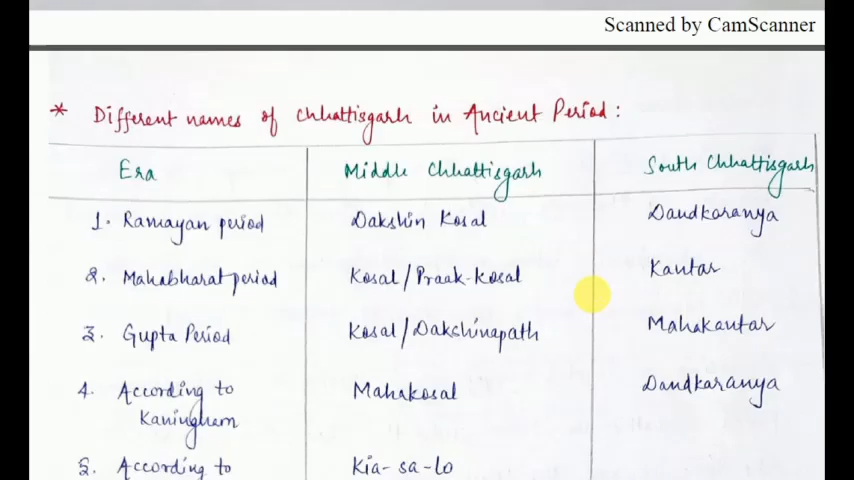 Scanned by CamScanner
* Different names of Chhattisgarh in Ancient Period:
Era Middle Chhattisgarh South Chhattisgarh
1. Ramayan period Dakshin Kosal Dandkaranya
2. Mahabharat period Kosal/Praak-Kosal Kantar
3. Gupta Period Kosal/Dakshinapath Mahakantar
4. According to Kaningham Mahakosal Dandkaranya
5. According to Kia-sa-lo